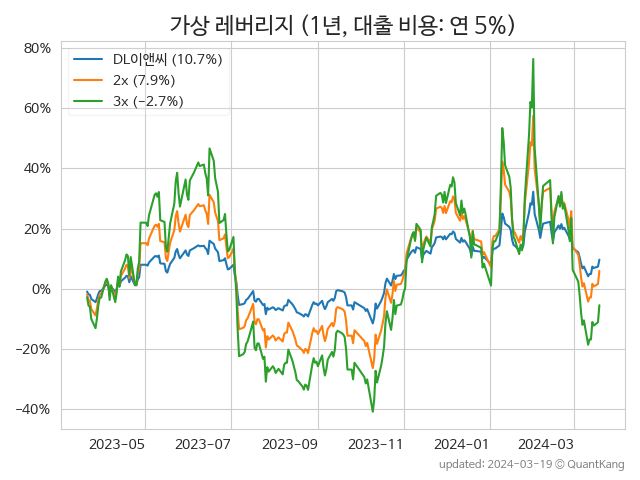 가상 레버리지 (1년, 대출 비용: 연 5%)
80%
60%
40%
20%
0%
−20%
−40%
DL이앤씨 (10.7%)
2x (7.9%)
3x (−2.7%)
2023-05
2023-07
2023-09
2023-11
2024-01
2024-03
updated: 2024-03-19 © QuantKang